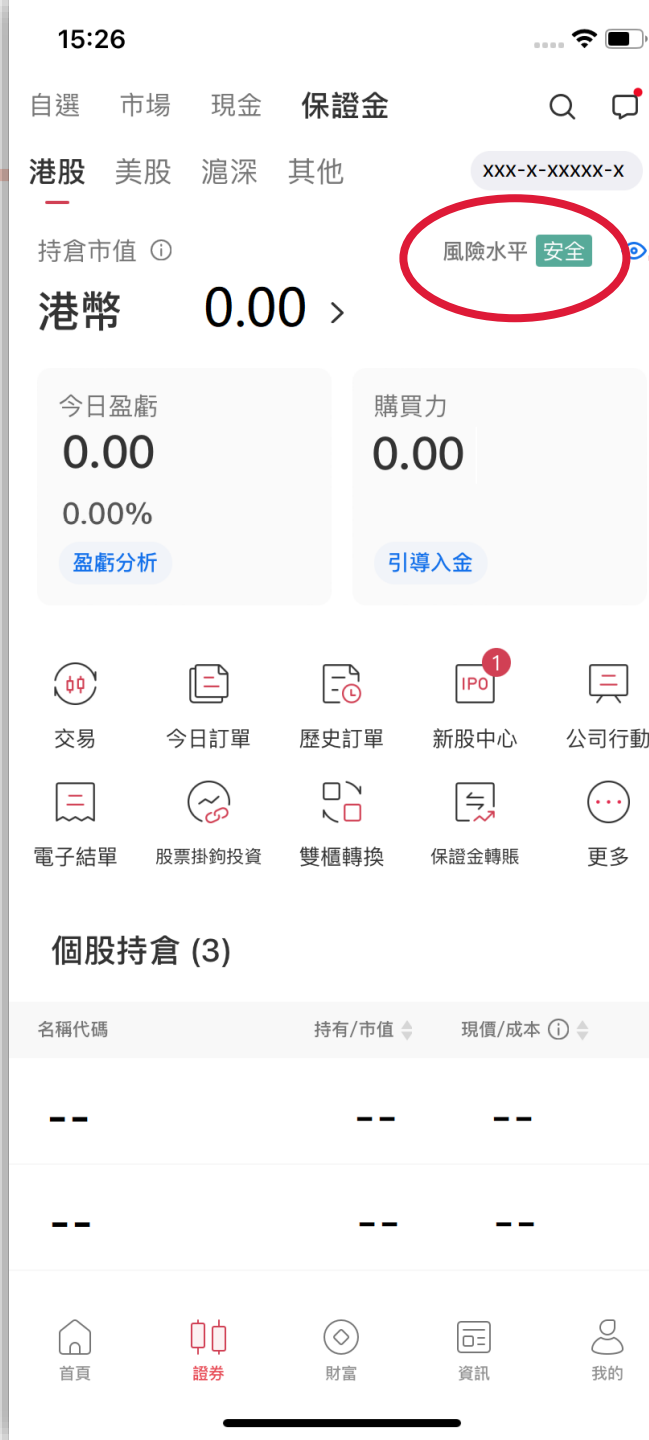 15:26
自選 市場 現金 保證金
港股 美股 滬深 其他 xxx-x-xxxxx-x
持倉市值 風險水平 安全
港幣 0.00
今日盈虧 購買力
0.00 0.00
0.00%
盈虧分析 引導入金
IPO 1
交易 今日訂單 歷史訂單 新股中心 公司行動
電子結單 股票掛鈎投資 雙櫃轉換 保證金轉賬 更多
個股持倉 (3)
名稱代碼 持有/市值 現價/成本
-- -- --
-- -- --
首頁 證券 財富 資訊 我的